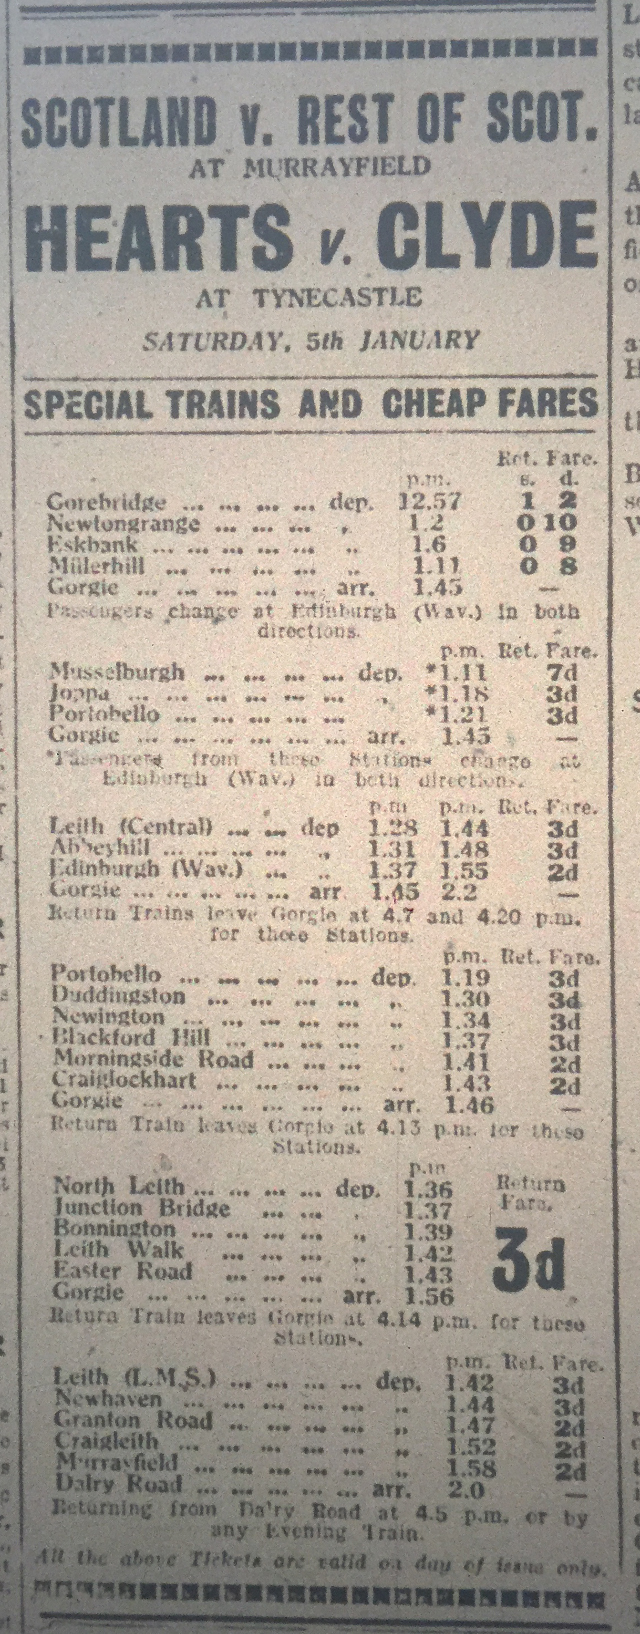 SCOTLAND v. REST OF SCOT.
AT MURRAYFIELD
HEARTS v. CLYDE
AT TYNECASTLE
SATURDAY, 5th JANUARY
SPECIAL TRAINS AND CHEAP FARES
Ret. Fare.
p.m. s. d.
Gorebridge ... ... ... ... dep. 12.57 1 2
Newtongrange ... ... ... ,, 1.2 0 10
Eskbank ... ... ... ... ... ,, 1.6 0 9
Millerhill ... ... ... ... ,, 1.11 0 8
Gorgie ... ... ... ... ... arr. 1.45 —
Passengers change at Edinburgh (Wav.) in both
directions.
p.m. Ret. Fare.
Musselburgh ... ... ... ... dep. *1.11 7d
Joppa ... ... ... ... ... ,, *1.18 3d
Portobello ... ... ... ... *1.21 3d
Gorgie ... ... ... ... ... ... arr. 1.45 —
*Passengers from these Stations change at
Edinburgh (Wav.) in both directions.
p.m p.m. Ret. Fare.
Leith (Central) ... ... dep 1.28 1.44 3d
Abbeyhill ... ... ... ... ,, 1.31 1.48 3d
Edinburgh (Wav.) ... ,, 1.37 1.55 2d
Gorgie ... ... ... ... ... arr 1.45 2.2 —
Return Trains leave Gorgie at 4.7 and 4.20 p.m.
for these Stations.
p.m. Ret. Fare.
Portobello ... ... ... ... ... dep. 1.19 3d
Duddingston ... ... ... ... ,, 1.30 3d
Newington ... ... ... ... ... ,, 1.34 3d
Blackford Hill ... ... ... ... ,, 1.37 3d
Morningside Road ... ... ... ,, 1.41 2d
Craiglockhart ... ... ... ... ,, 1.43 2d
Gorgie ... ... ... ... ... ... arr. 1.46 —
Return Train leaves Gorgie at 4.13 p.m. for these
Stations.
p.m Return
North Leith ... ... ... ... dep. 1.36 Fare.
Junction Bridge ... ... , 1.37
Bonnington ... ... ... ... ,, 1.39 3d
Leith Walk ... ... ... ,, 1.42
Easter Road ... ... ... ,, 1.43
Gorgie ... ... ... ... ... arr. 1.56
Return Train leaves Gorgie at 4.14 p.m. for these
Stations.
p.m. Ret. Fare.
Leith (L.M.S.) ... ... ... ... dep. 1.42 3d
Newhaven ... ... ... ... ... ,, 1.44 3d
Granton Road ... ... ... ... ,, 1.47 2d
Craigleith ... ... ... ... ... ,, 1.52 2d
Murrayfield ... ... ... ... ,, 1.58 2d
Dalry Road ... ... ... ... arr. 2.0 —
Returning from Dalry Road at 4.5 p.m. or by
any Evening Train.
All the above Tickets are valid on day of issue only.